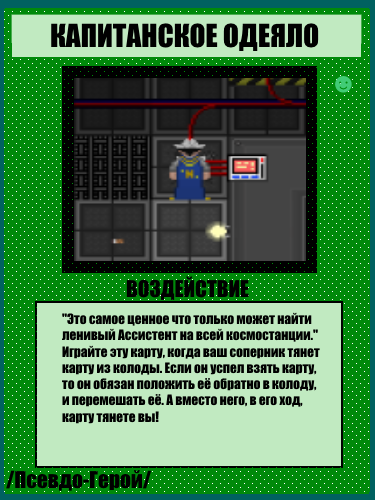 КАПИТАНСКОЕ ОДЕЯЛО
ВОЗДЕЙСТВИЕ
"Это самое ценное что только может найти
ленивый Ассистент на всей космостанции."
Играйте эту карту, когда ваш соперник тянет
карту из колоды. Если он успел взять карту,
то он обязан положить её обратно в колоду,
и перемешать её. А вместо него, в его ход,
карту тянете вы!
/Псевдо-Герой/